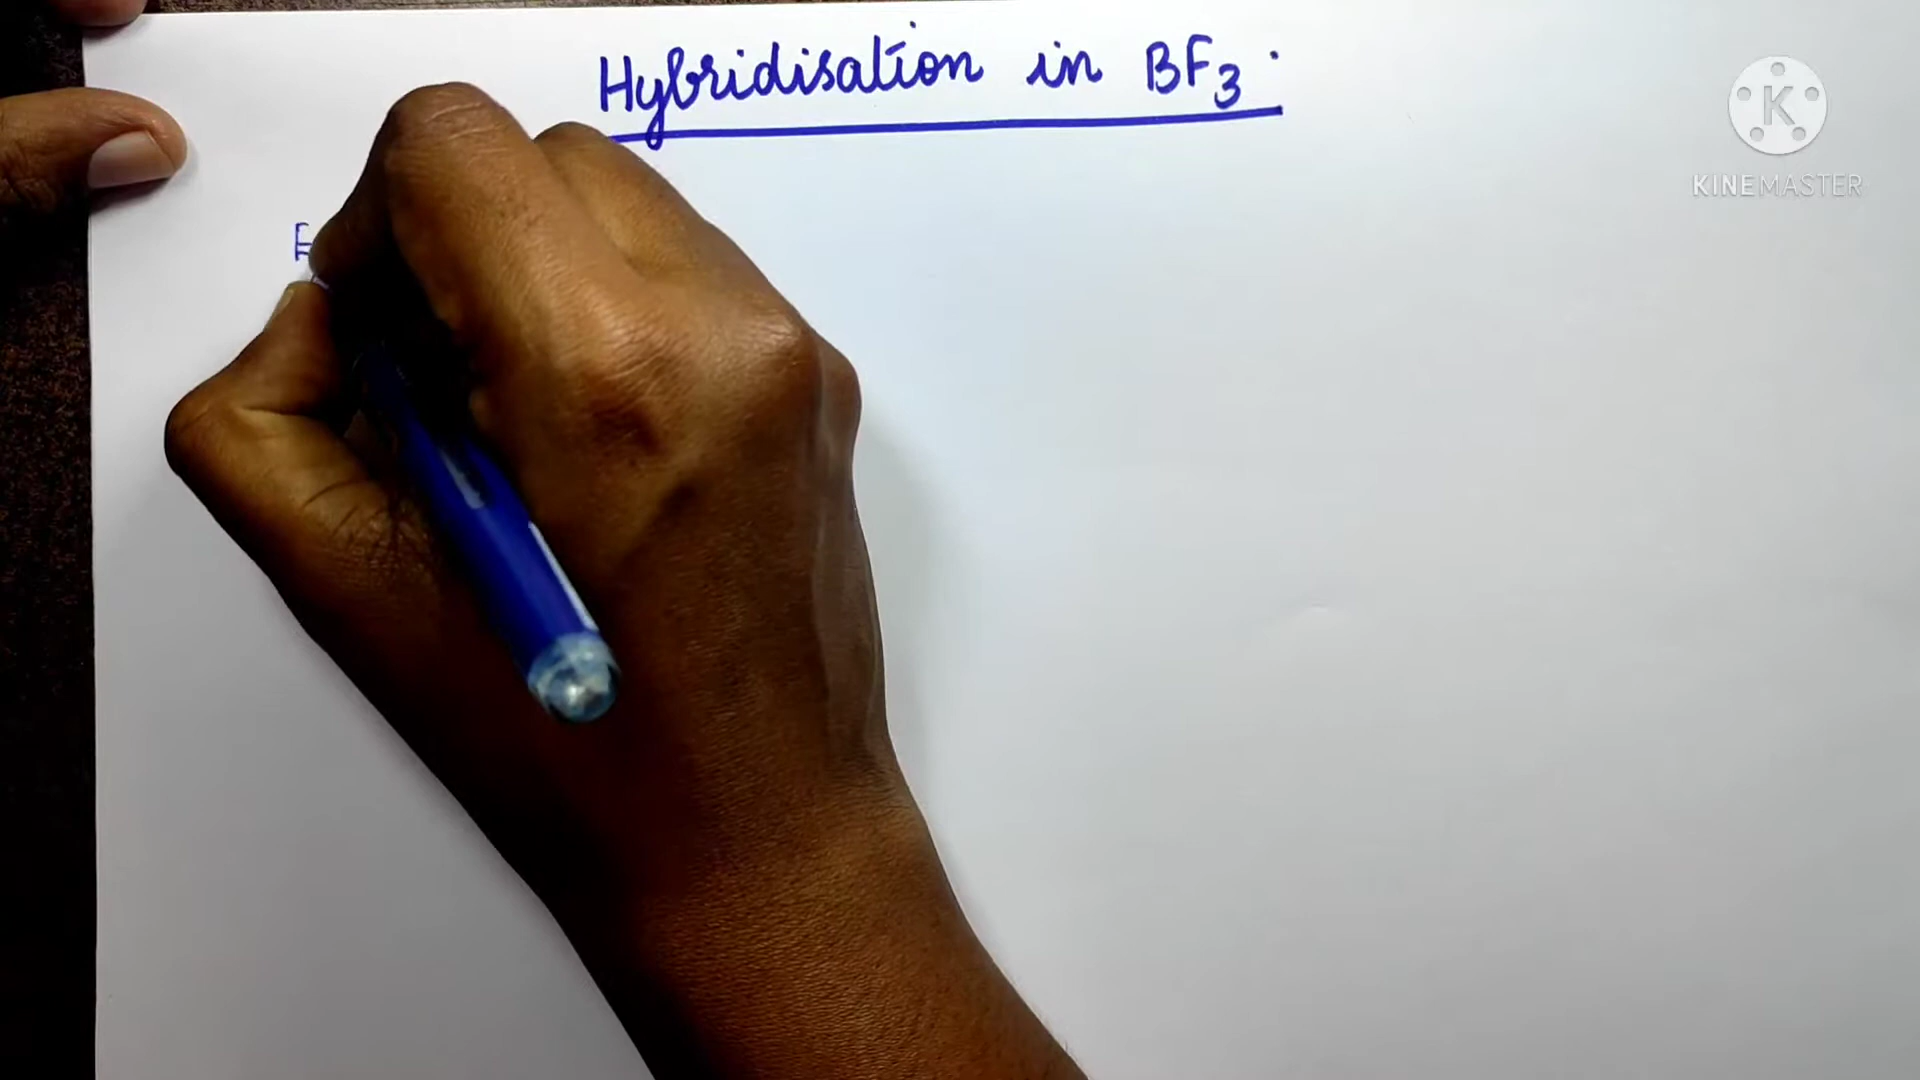 Hybridisation in BF₃.
K
KINEMASTER